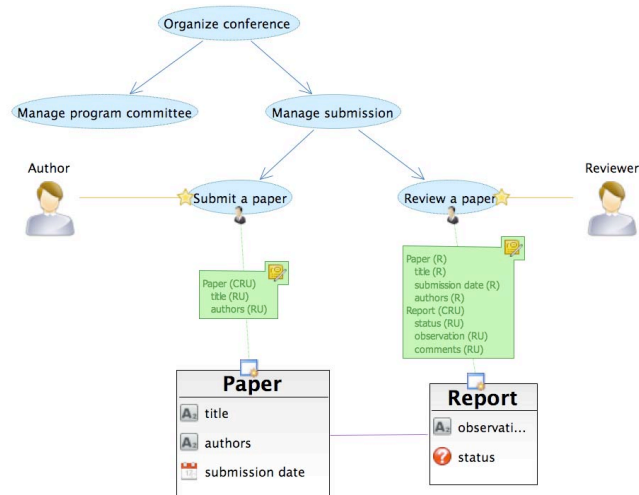 Organize conference
Manage program committee
Manage submission
Author
Reviewer
Submit a paper
Review a paper
Paper (CRU)
title (RU)
authors (RU)
Paper (R)
title (R)
submission date (R)
authors (R)
Report (CRU)
status (RU)
observation (RU)
comments (RU)
Paper
title
authors
submission date
Report
observati...
status